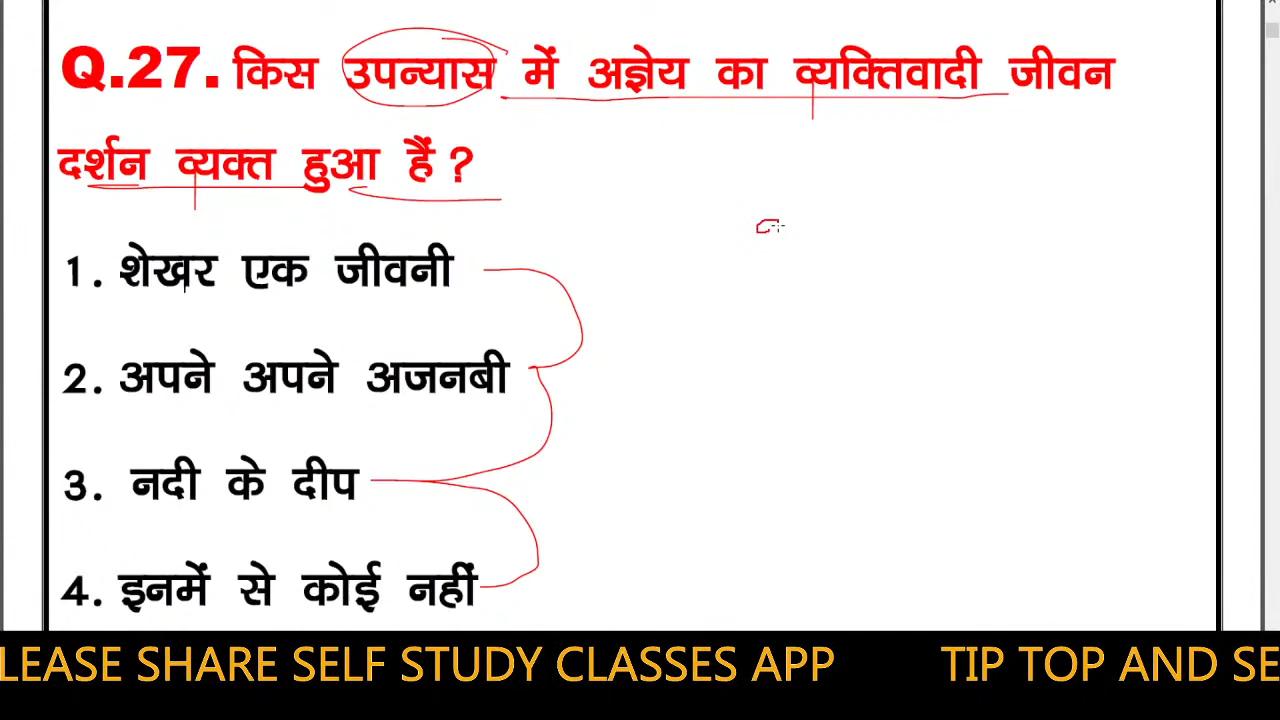 Q.27. किस उपन्यास में अज्ञेय का व्यक्तिवादी जीवन
दर्शन व्यक्त हुआ हैं ?
1. शेखर एक जीवनी
2. अपने अपने अजनबी
3. नदी के दीप
4. इनमें से कोई नहीं
LEASE SHARE SELF STUDY CLASSES APP TIP TOP AND SE